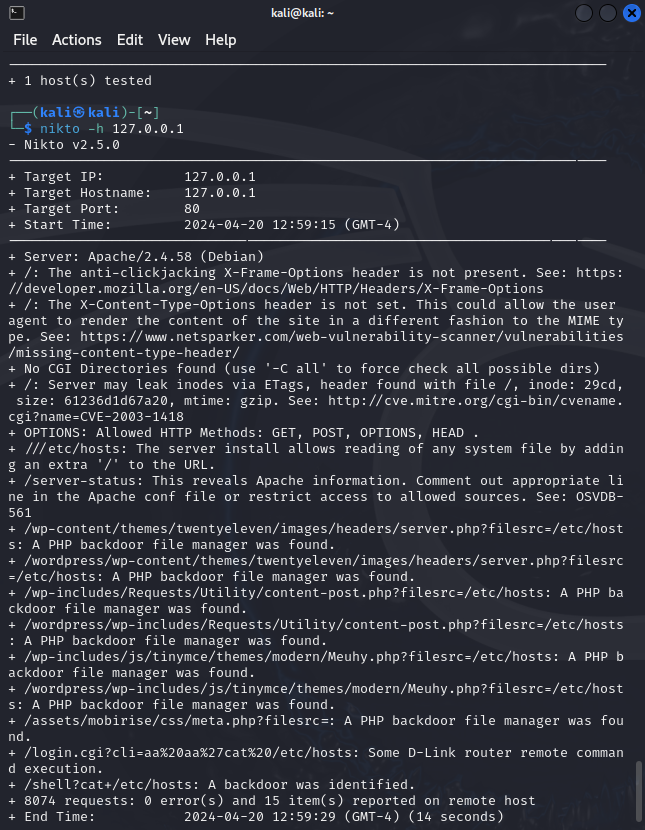 kali@kali: ~
File Actions Edit View Help
+ 1 host(s) tested
┌──(kali㉿kali)-[~]
└─$ nikto -h 127.0.0.1
- Nikto v2.5.0
+ Target IP: 127.0.0.1
+ Target Hostname: 127.0.0.1
+ Target Port: 80
+ Start Time: 2024-04-20 12:59:15 (GMT-4)
+ Server: Apache/2.4.58 (Debian)
+ /: The anti-clickjacking X-Frame-Options header is not present. See: https:
//developer.mozilla.org/en-US/docs/Web/HTTP/Headers/X-Frame-Options
+ /: The X-Content-Type-Options header is not set. This could allow the user
agent to render the content of the site in a different fashion to the MIME ty
pe. See: https://www.netsparker.com/web-vulnerability-scanner/vulnerabilities
/missing-content-type-header/
+ No CGI Directories found (use '-C all' to force check all possible dirs)
+ /: Server may leak inodes via ETags, header found with file /, inode: 29cd,
size: 61236d1d67a20, mtime: gzip. See: http://cve.mitre.org/cgi-bin/cvename.
cgi?name=CVE-2003-1418
+ OPTIONS: Allowed HTTP Methods: GET, POST, OPTIONS, HEAD .
+ ///etc/hosts: The server install allows reading of any system file by addin
g an extra '/' to the URL.
+ /server-status: This reveals Apache information. Comment out appropriate li
ne in the Apache conf file or restrict access to allowed sources. See: OSVDB-
561
+ /wp-content/themes/twentyeleven/images/headers/server.php?filesrc=/etc/host
s: A PHP backdoor file manager was found.
+ /wordpress/wp-content/themes/twentyeleven/images/headers/server.php?filesrc
=/etc/hosts: A PHP backdoor file manager was found.
+ /wp-includes/Requests/Utility/content-post.php?filesrc=/etc/hosts: A PHP ba
ckdoor file manager was found.
+ /wordpress/wp-includes/Requests/Utility/content-post.php?filesrc=/etc/hosts
: A PHP backdoor file manager was found.
+ /wp-includes/js/tinymce/themes/modern/Meuhy.php?filesrc=/etc/hosts: A PHP b
ackdoor file manager was found.
+ /wordpress/wp-includes/js/tinymce/themes/modern/Meuhy.php?filesrc=/etc/host
s: A PHP backdoor file manager was found.
+ /assets/mobirise/css/meta.php?filesrc=: A PHP backdoor file manager was fou
nd.
+ /login.cgi?cli=aa%20aa%27cat%20/etc/hosts: Some D-Link router remote comman
d execution.
+ /shell?cat+/etc/hosts: A backdoor was identified.
+ 8074 requests: 0 error(s) and 15 item(s) reported on remote host
+ End Time: 2024-04-20 12:59:29 (GMT-4) (14 seconds)